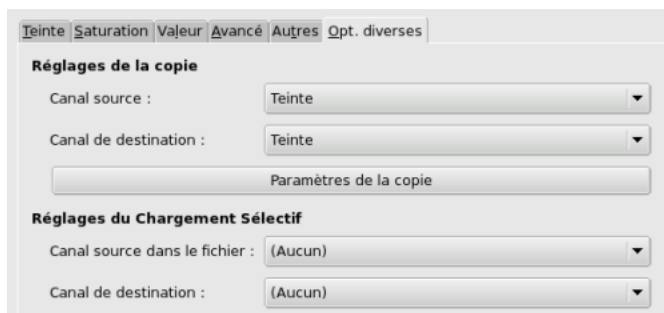 Teinte Saturation Valeur Avancé Autres Opt. diverses
Réglages de la copie
Canal source : Teinte
Canal de destination : Teinte
Paramètres de la copie
Réglages du Chargement Sélectif
Canal source dans le fichier : (Aucun)
Canal de destination : (Aucun)